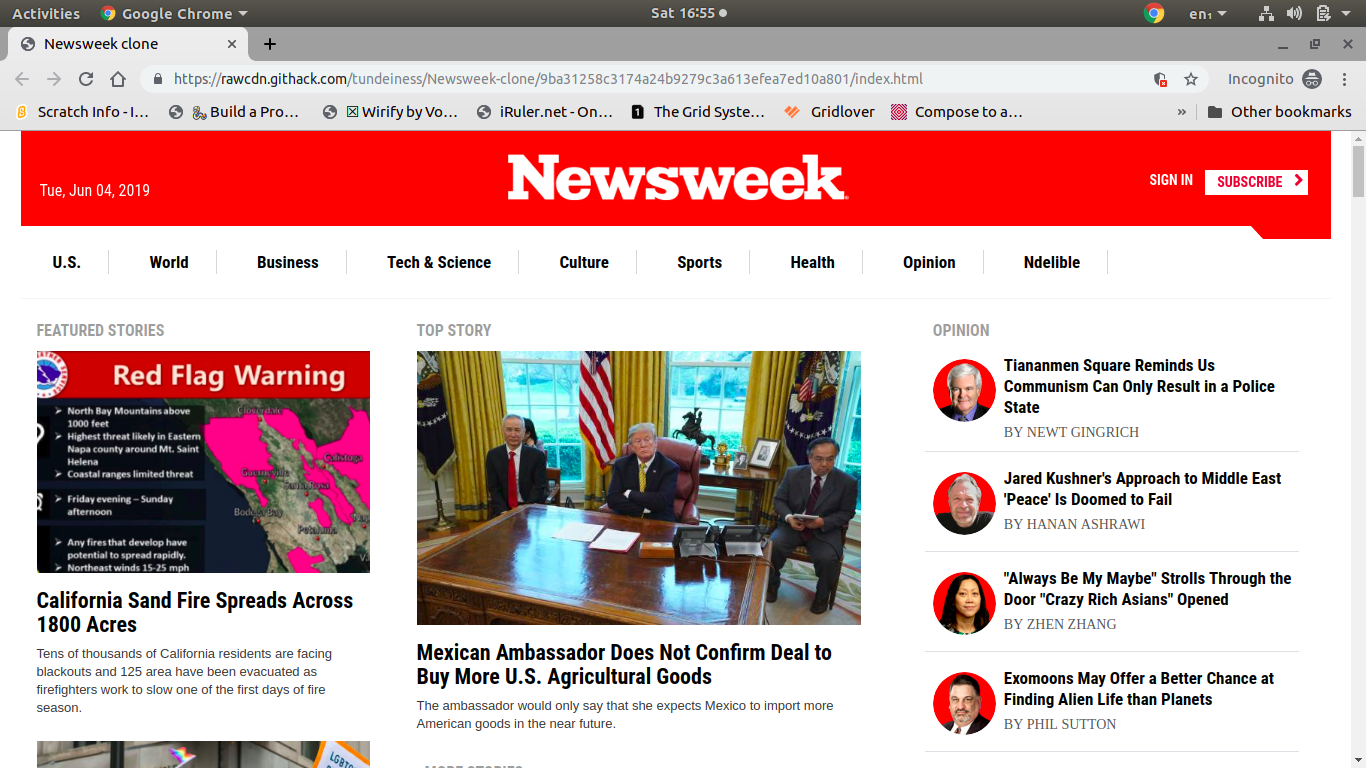 Activities Google Chrome Sat 16:55 en₁
Newsweek clone
https://rawcdn.githack.com/tundeiness/Newsweek-clone/9ba31258c3174a24b9279c3a613efea7ed10a801/index.html Incognito
Scratch Info - I… Build a Pro… Wirify by Vo… iRuler.net - On… The Grid Syste… Gridlover Compose to a… » Other bookmarks
Newsweek
Tue, Jun 04, 2019
SIGN IN SUBSCRIBE
U.S. World Business Tech & Science Culture Sports Health Opinion Ndelible
FEATURED STORIES
Red Flag Warning
North Bay Mountains above
1000 feet
Highest threat likely in Eastern
Napa county around Mt. Saint
Helena
Coastal ranges limited threat
Friday evening – Sunday
afternoon
Any fires that develop have
potential to spread rapidly.
Northeast winds 15-25 mph
Cloverdale
Calistoga
Guerneville
Santa Rosa
Bodega Bay
Petaluma
California Sand Fire Spreads Across
1800 Acres
Tens of thousands of California residents are facing
blackouts and 125 area have been evacuated as
firefighters work to slow one of the first days of fire
season.
TOP STORY
Mexican Ambassador Does Not Confirm Deal to
Buy More U.S. Agricultural Goods
The ambassador would only say that she expects Mexico to import more
American goods in the near future.
MORE STORIES
OPINION
Tiananmen Square Reminds Us
Communism Can Only Result in a Police
State
BY NEWT GINGRICH
Jared Kushner's Approach to Middle East
'Peace' Is Doomed to Fail
BY HANAN ASHRAWI
"Always Be My Maybe" Strolls Through the
Door "Crazy Rich Asians" Opened
BY ZHEN ZHANG
Exomoons May Offer a Better Chance at
Finding Alien Life than Planets
BY PHIL SUTTON